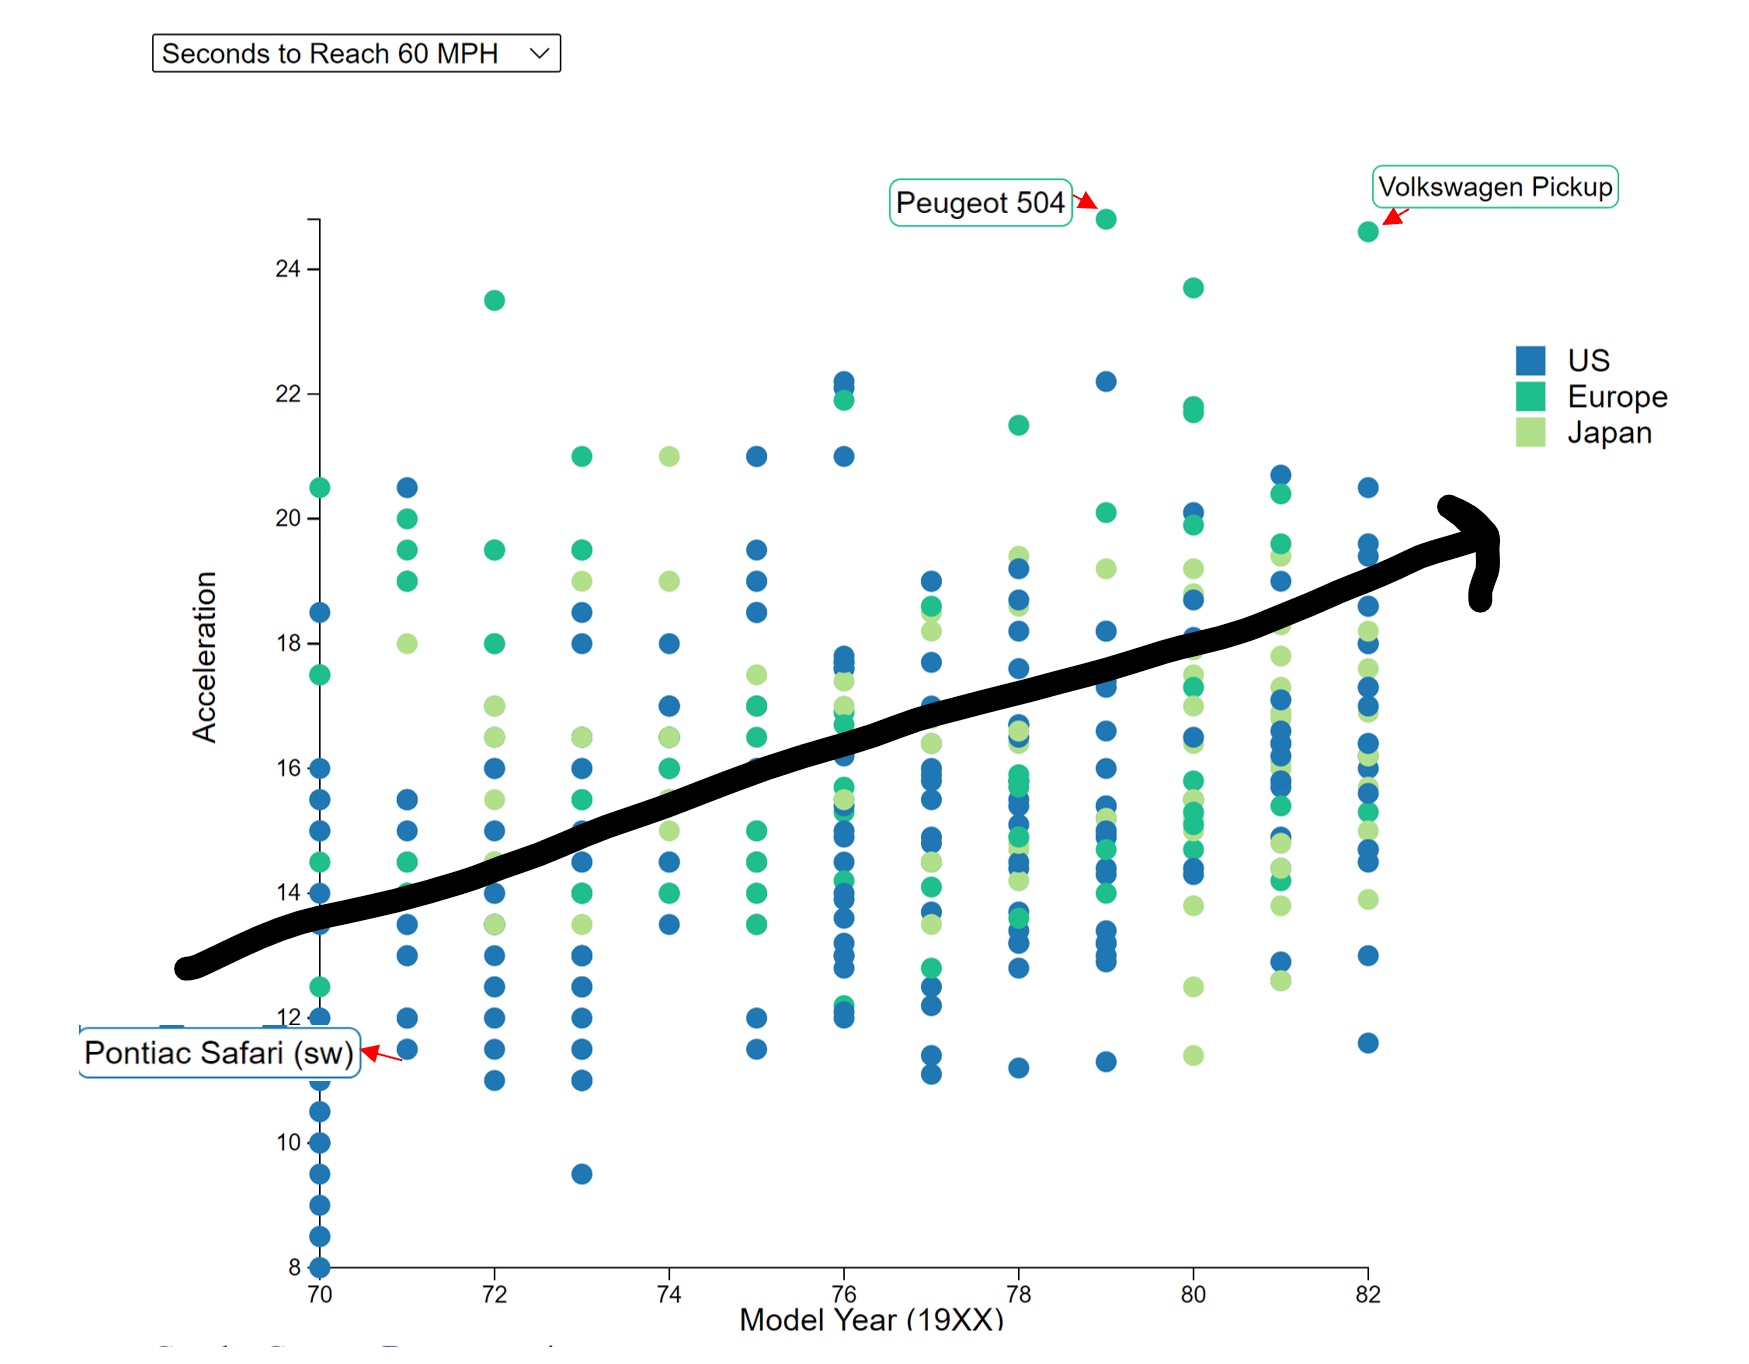 Seconds to Reach 60 MPH
Peugeot 504
Volkswagen Pickup
24
US
22
Europe
Japan
20
Acceleration
18
16
14
12
Pontiac Safari (sw)
10
8
70 72 74 76 78 80 82
Model Year (19XX)